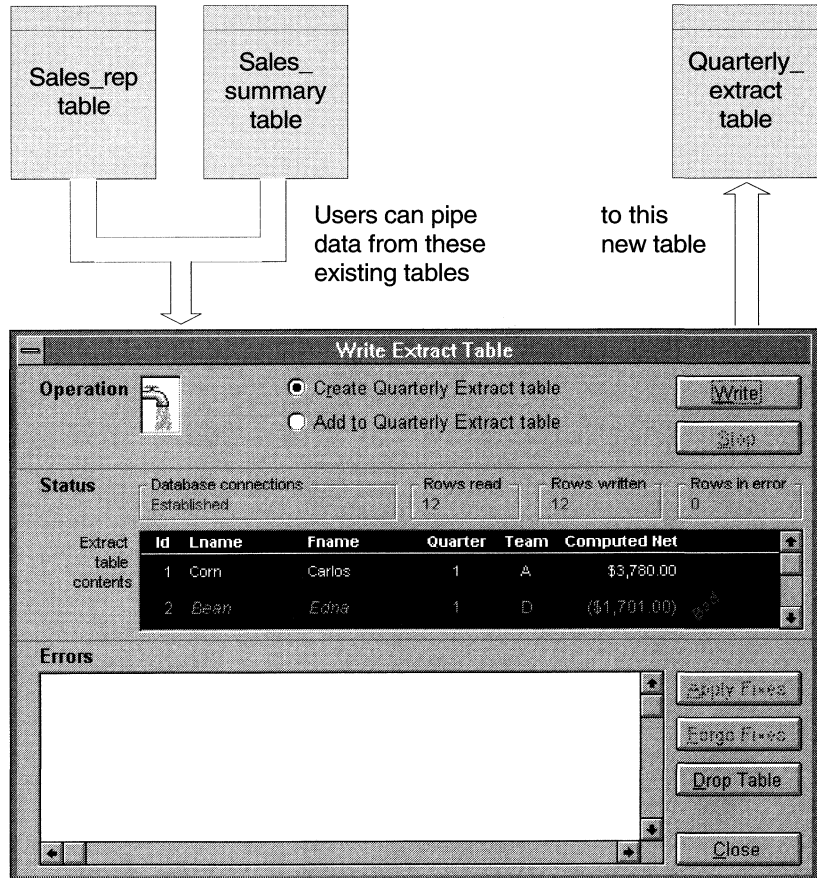 Sales_rep
table
Sales_
summary
table
Quarterly_
extract
table
Users can pipe
data from these
existing tables
to this
new table
Write Extract Table
Operation
Create Quarterly Extract table
Add to Quarterly Extract table
Write
Stop
Status
Database connections
Established
Rows read
12
Rows written
12
Rows in error
0
Extract
table
contents
Id Lname Fname Quarter Team Computed Net
1 Corn Carlos 1 A $3,780.00
2 Bean Edna 1 D ($1,701.00) Bad
Errors
Apply Fixes
Forgo Fixes
Drop Table
Close